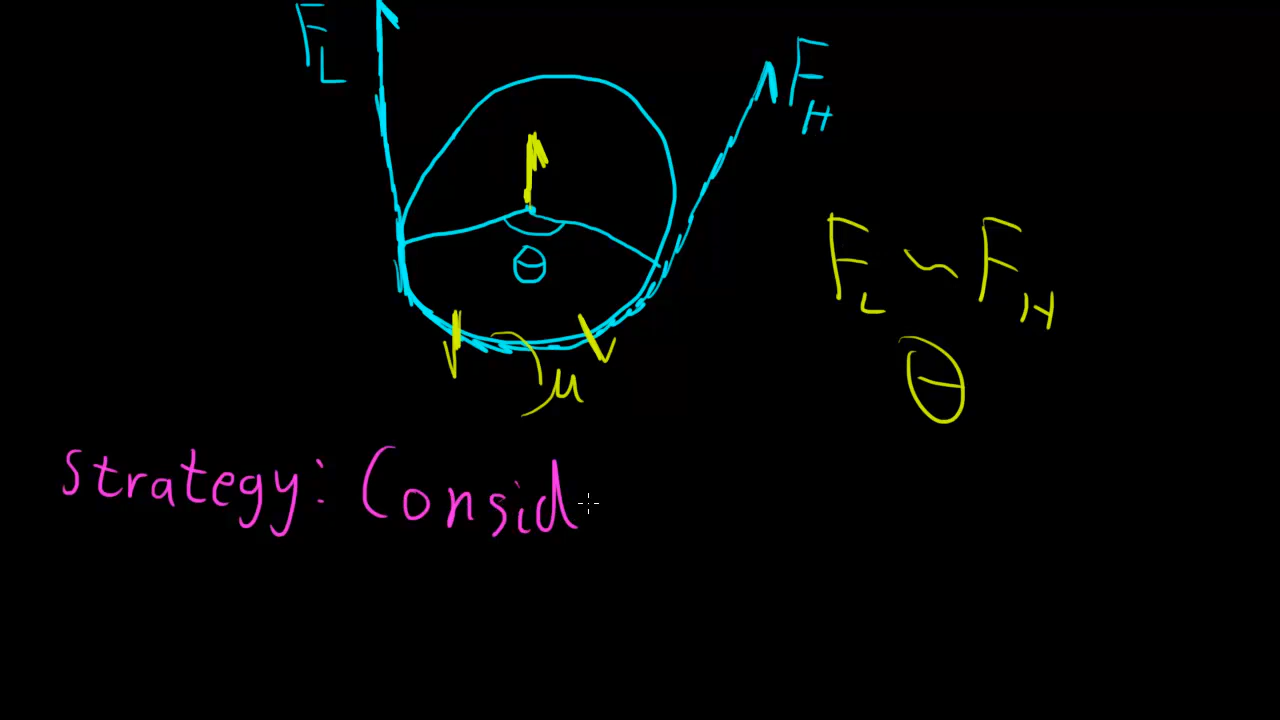 F_L
F_H
θ
F_L ~ F_H
θ
μ
Strategy: Consid